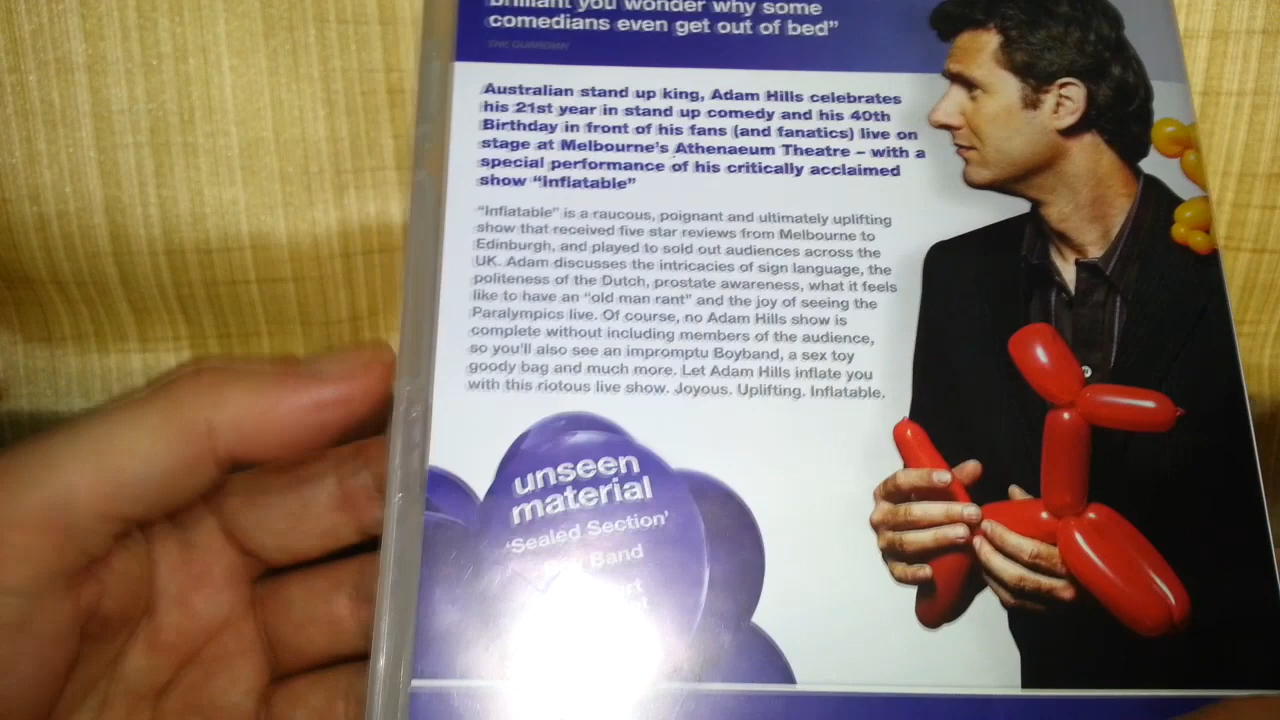 brilliant you wonder why some
comedians even get out of bed”
THE GUARDIAN
Australian stand up king, Adam Hills celebrates
his 21st year in stand up comedy and his 40th
Birthday in front of his fans (and fanatics) live on
stage at Melbourne's Athenaeum Theatre – with a
special performance of his critically acclaimed
show “Inflatable”
“Inflatable” is a raucous, poignant and ultimately uplifting
show that received five star reviews from Melbourne to
Edinburgh, and played to sold out audiences across the
UK. Adam discusses the intricacies of sign language, the
politeness of the Dutch, prostate awareness, what it feels
like to have an “old man rant” and the joy of seeing the
Paralympics live. Of course, no Adam Hills show is
complete without including members of the audience,
so you'll also see an impromptu Boyband, a sex toy
goody bag and much more. Let Adam Hills inflate you
with this riotous live show. Joyous. Uplifting. Inflatable.
unseen
material
‘Sealed Section’
Band